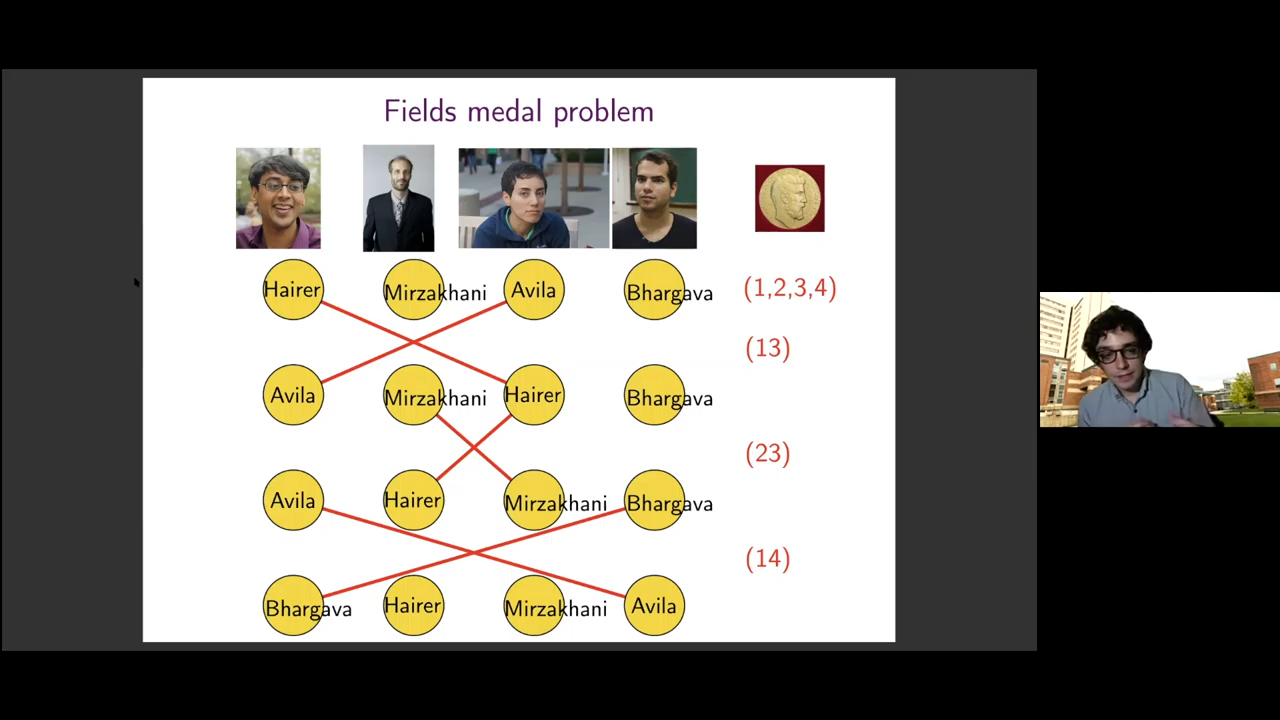 Fields medal problem
Hairer Mirzakhani Avila Bhargava (1,2,3,4)
(13)
Avila Mirzakhani Hairer Bhargava
(23)
Avila Hairer Mirzakhani Bhargava
(14)
Bhargava Hairer Mirzakhani Avila